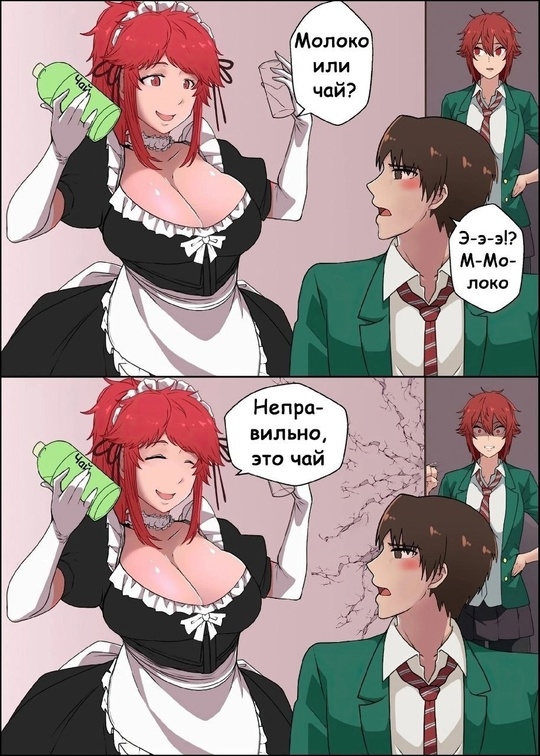 Чай
Молоко
или
чай?
Э-э-э!?
М-Мо-
локо
Чай
Непра-
вильно,
это чай